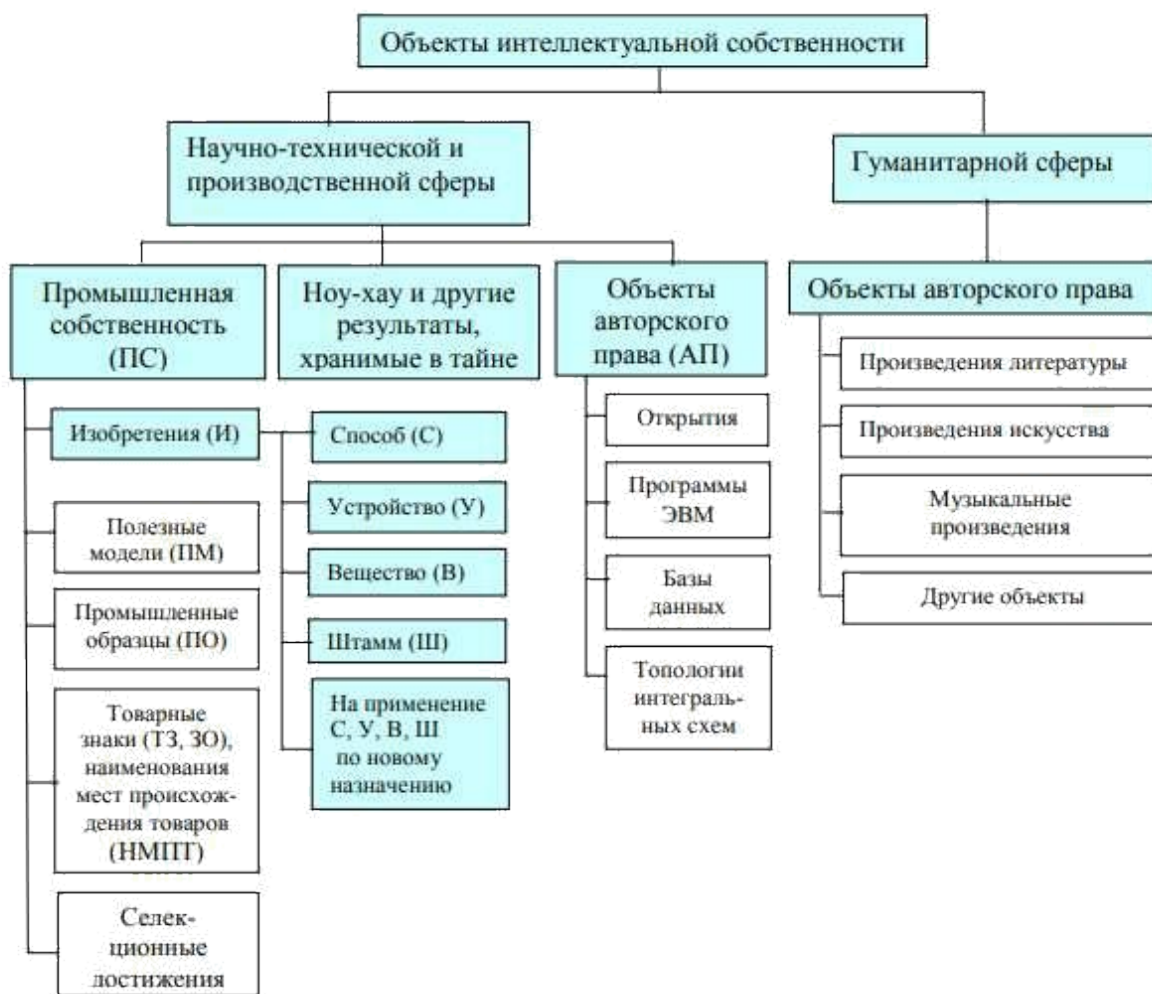 Объекты интеллектуальной собственности
Научно-технической и
производственной сферы
Гуманитарной сферы
Промышленная
собственность
(ПС)
Ноу-хау и другие
результаты,
хранимые в тайне
Объекты
авторского
права (АП)
Объекты авторского права
Изобретения (И)
Полезные
модели (ПМ)
Промышленные
образцы (ПО)
Товарные
знаки (ТЗ, ЗО),
наименования
мест происхож-
дения товаров
(НМПТ)
Селек-
ционные
достижения
Способ (С)
Устройство (У)
Вещество (В)
Штамм (Ш)
На применение
С, У, В, Ш
по новому
назначению
Открытия
Программы
ЭВМ
Базы
данных
Топологии
интеграль-
ных схем
Произведения литературы
Произведения искусства
Музыкальные
произведения
Другие объекты